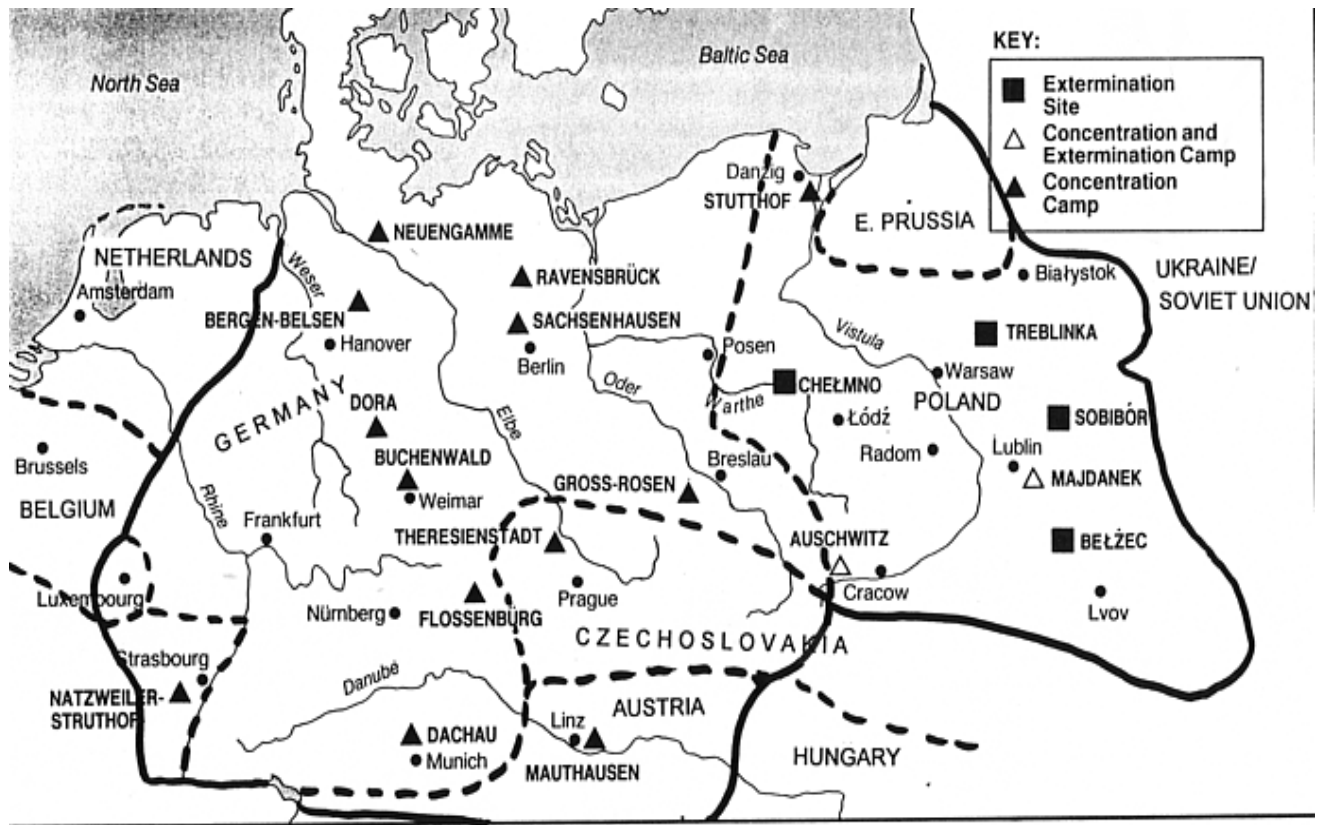 North Sea
Baltic Sea
KEY:
Extermination
Site
Concentration and
Extermination Camp
Concentration
Camp
Danzig
STUTTHOF
E. PRUSSIA
NEUENGAMME
NETHERLANDS
Weser
RAVENSBRÜCK
Białystok
UKRAINE/
SOVIET UNION
Amsterdam
BERGEN-BELSEN
SACHSENHAUSEN
Hanover
Berlin
Posen
Vistula
TREBLINKA
Warsaw
Oder
CHEŁMNO
Warthe
POLAND
GERMANY
DORA
Elbe
Łódź
SOBIBÓR
Brussels
BUCHENWALD
Breslau
Radom
Lublin
Weimar
GROSS-ROSEN
MAJDANEK
BELGIUM
Rhine
Frankfurt
THERESIENSTADT
AUSCHWITZ
BEŁŻEC
Luxembourg
Nürnberg
FLOSSENBÜRG
Prague
Cracow
Lvov
CZECHOSLOVAKIA
Strasbourg
Danube
NATZWEILER-
STRUTHOF
AUSTRIA
Linz
DACHAU
Munich
MAUTHAUSEN
HUNGARY